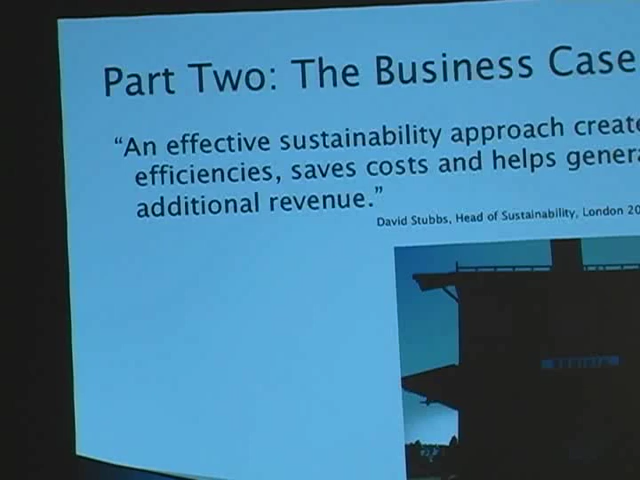 Part Two: The Business Case
“An effective sustainability approach create
efficiencies, saves costs and helps genera
additional revenue.”
David Stubbs, Head of Sustainability, London 20